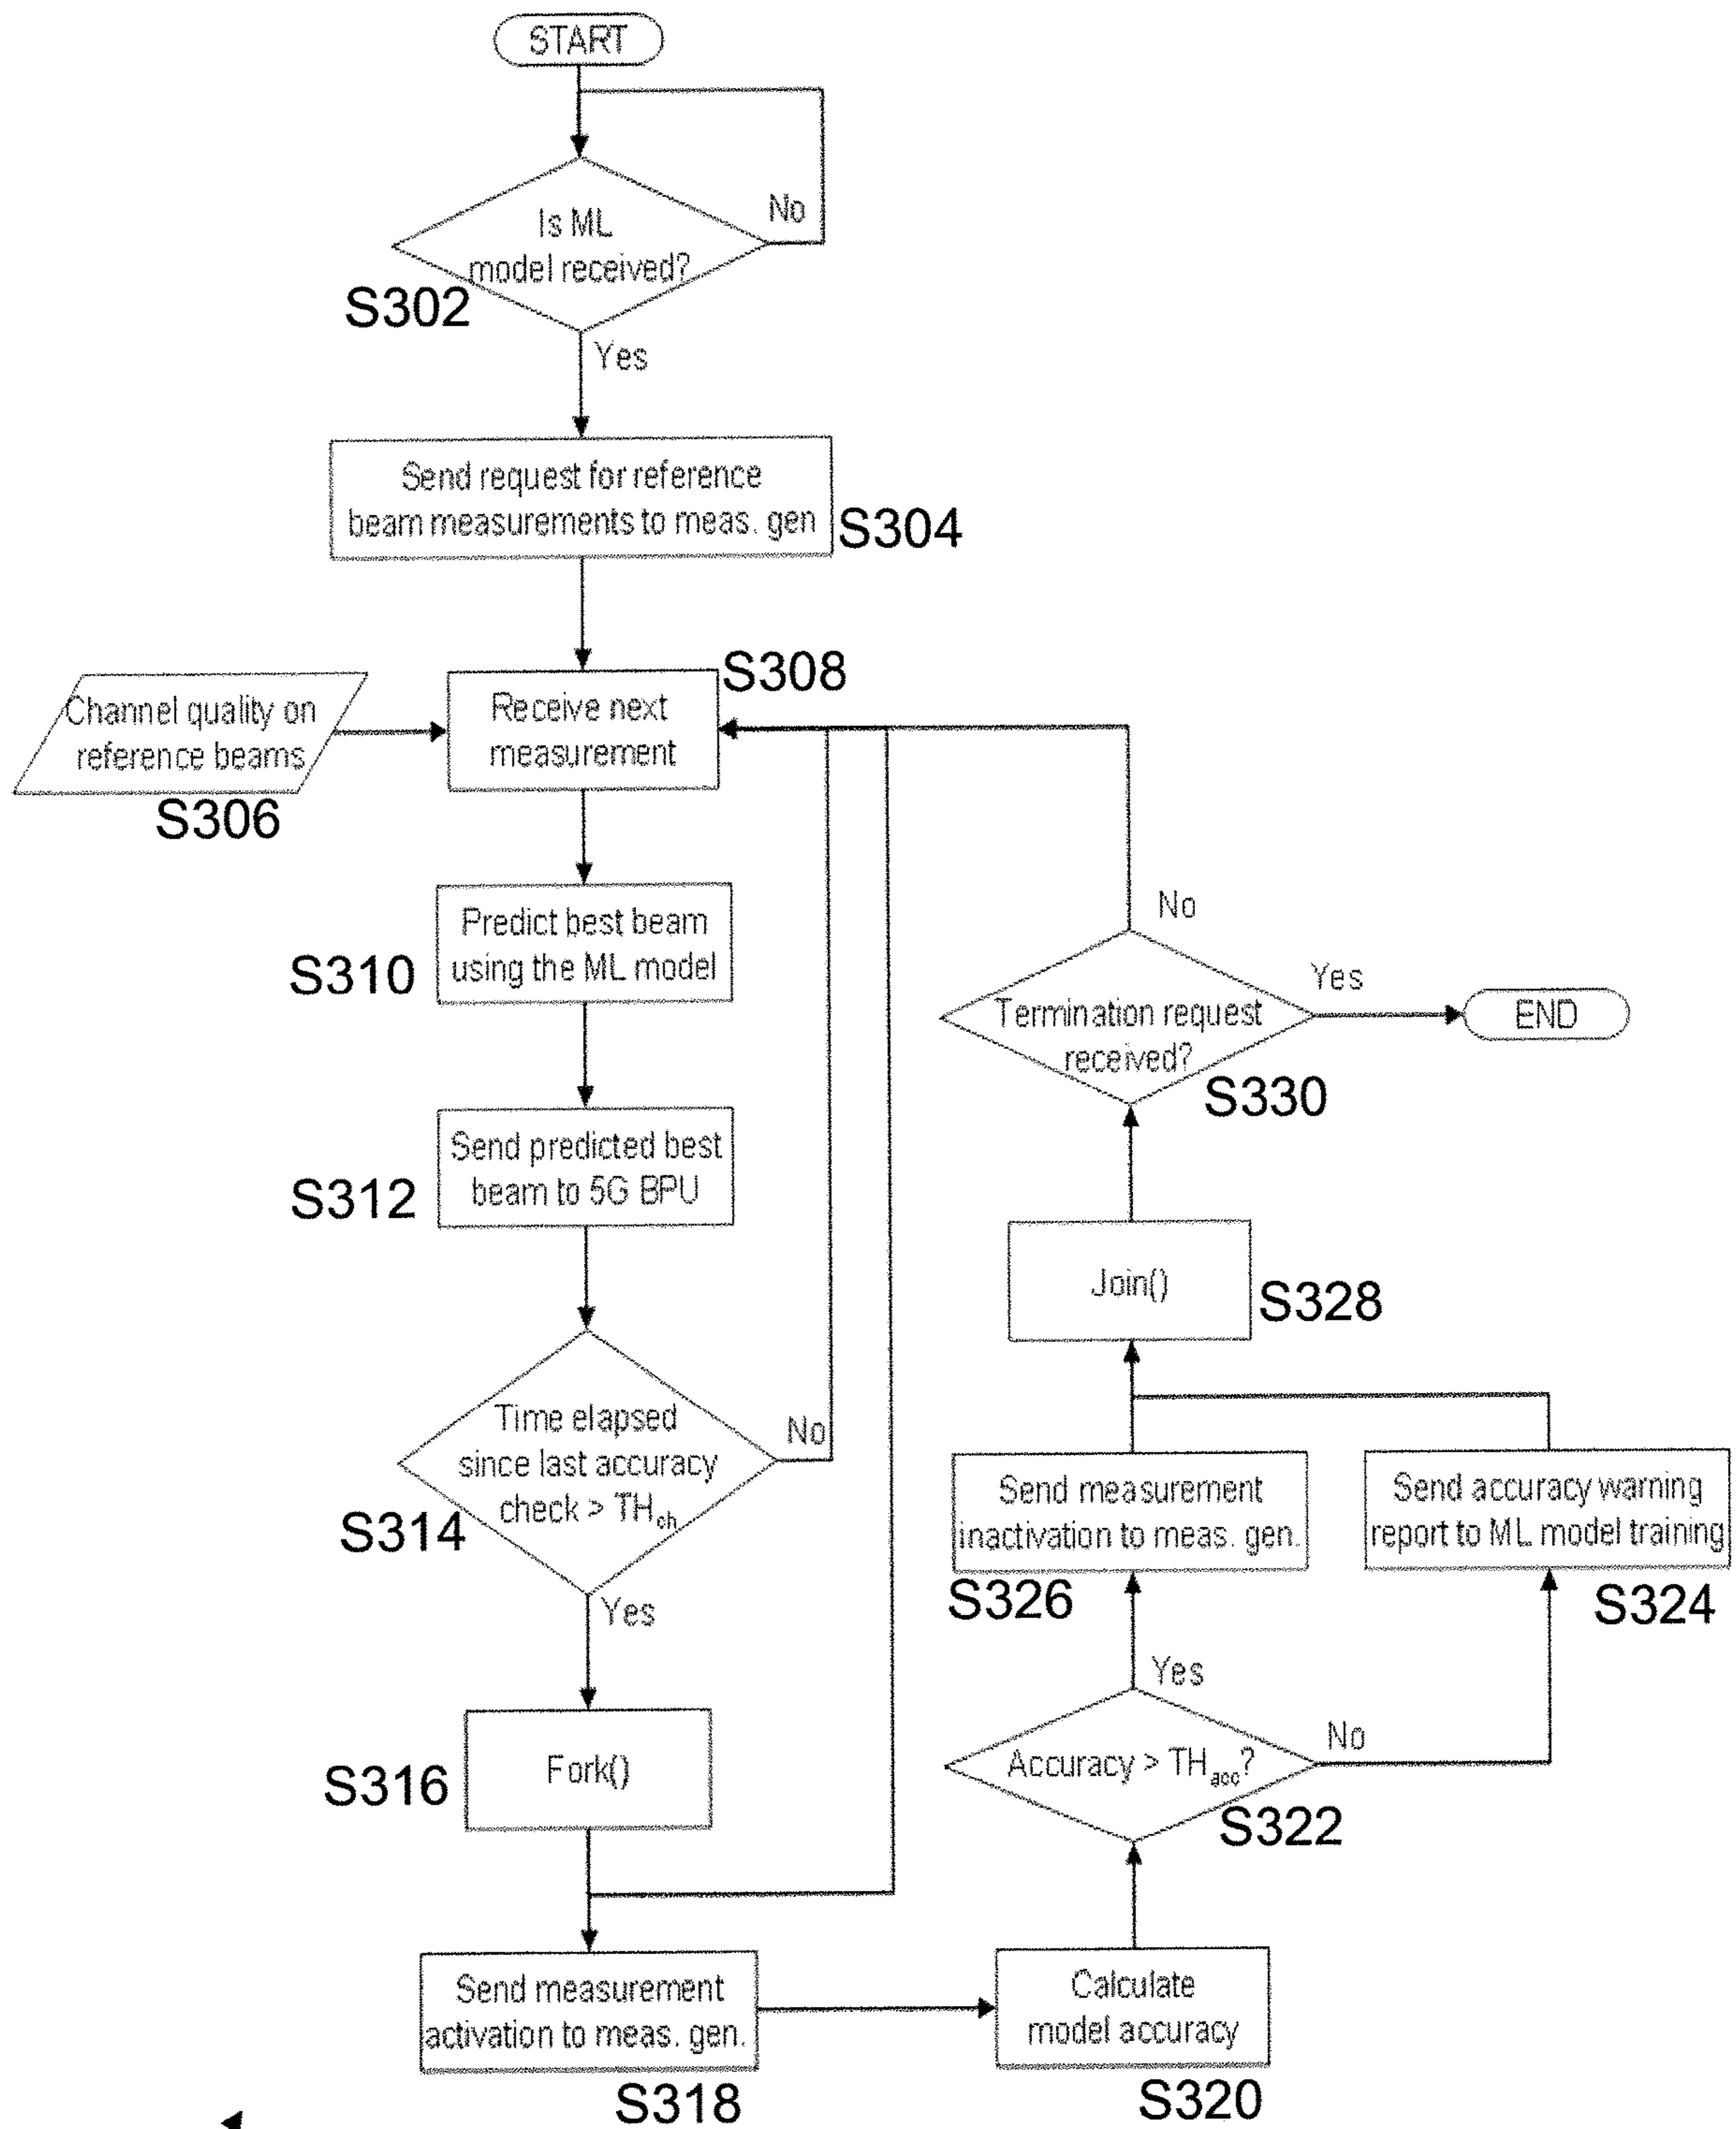 START
Is ML
model received?
No
S302
Yes
Send request for reference
beam measurements to meas. gen
S304
Channel quality on
reference beams
S306
S308
Receive next
measurement
Predict best beam
using the ML model
S310
Send predicted best
beam to 5G BPU
S312
Time elapsed
since last accuracy
check > TH_ch
No
S314
Yes
Fork()
S316
Send measurement
activation to meas. gen.
S318
Calculate
model accuracy
S320
Accuracy > TH_acc?
S322
Yes
No
Send measurement
inactivation to meas. gen.
S326
Send accuracy warning
report to ML model training
S324
Join()
S328
Termination request
received?
S330
No
Yes
END